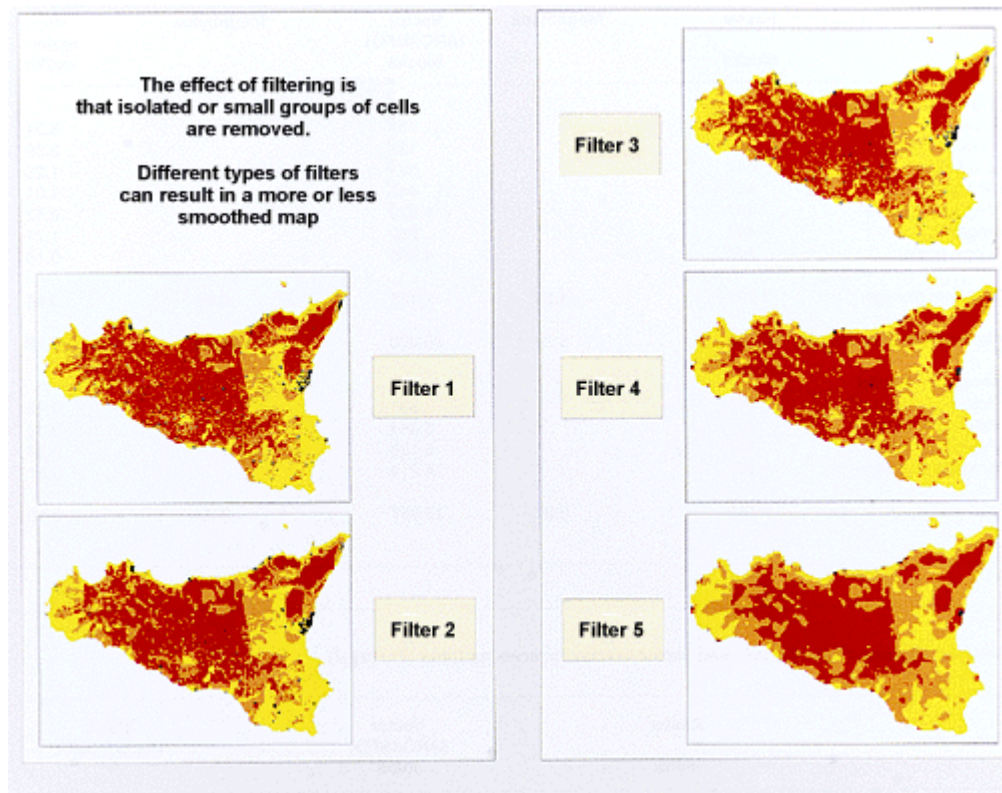 The effect of filtering is
that isolated or small groups of cells
are removed.
Different types of filters
can result in a more or less
smoothed map
Filter 1
Filter 2
Filter 3
Filter 4
Filter 5